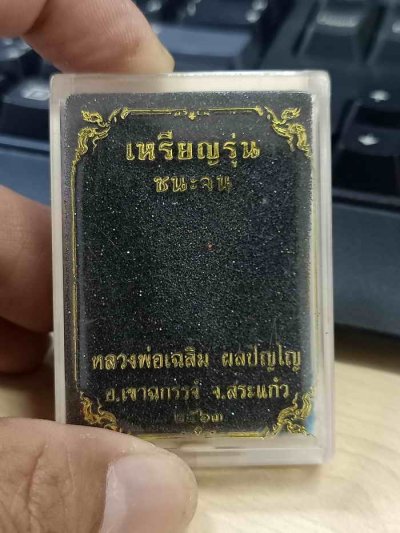 เหรียญรุ่น
ชนะจน
หลวงพ่อเฉลิม ผลปัญโญ
อ.เขาฉกรรจ์ จ.สระแก้ว
๒๕๖๓